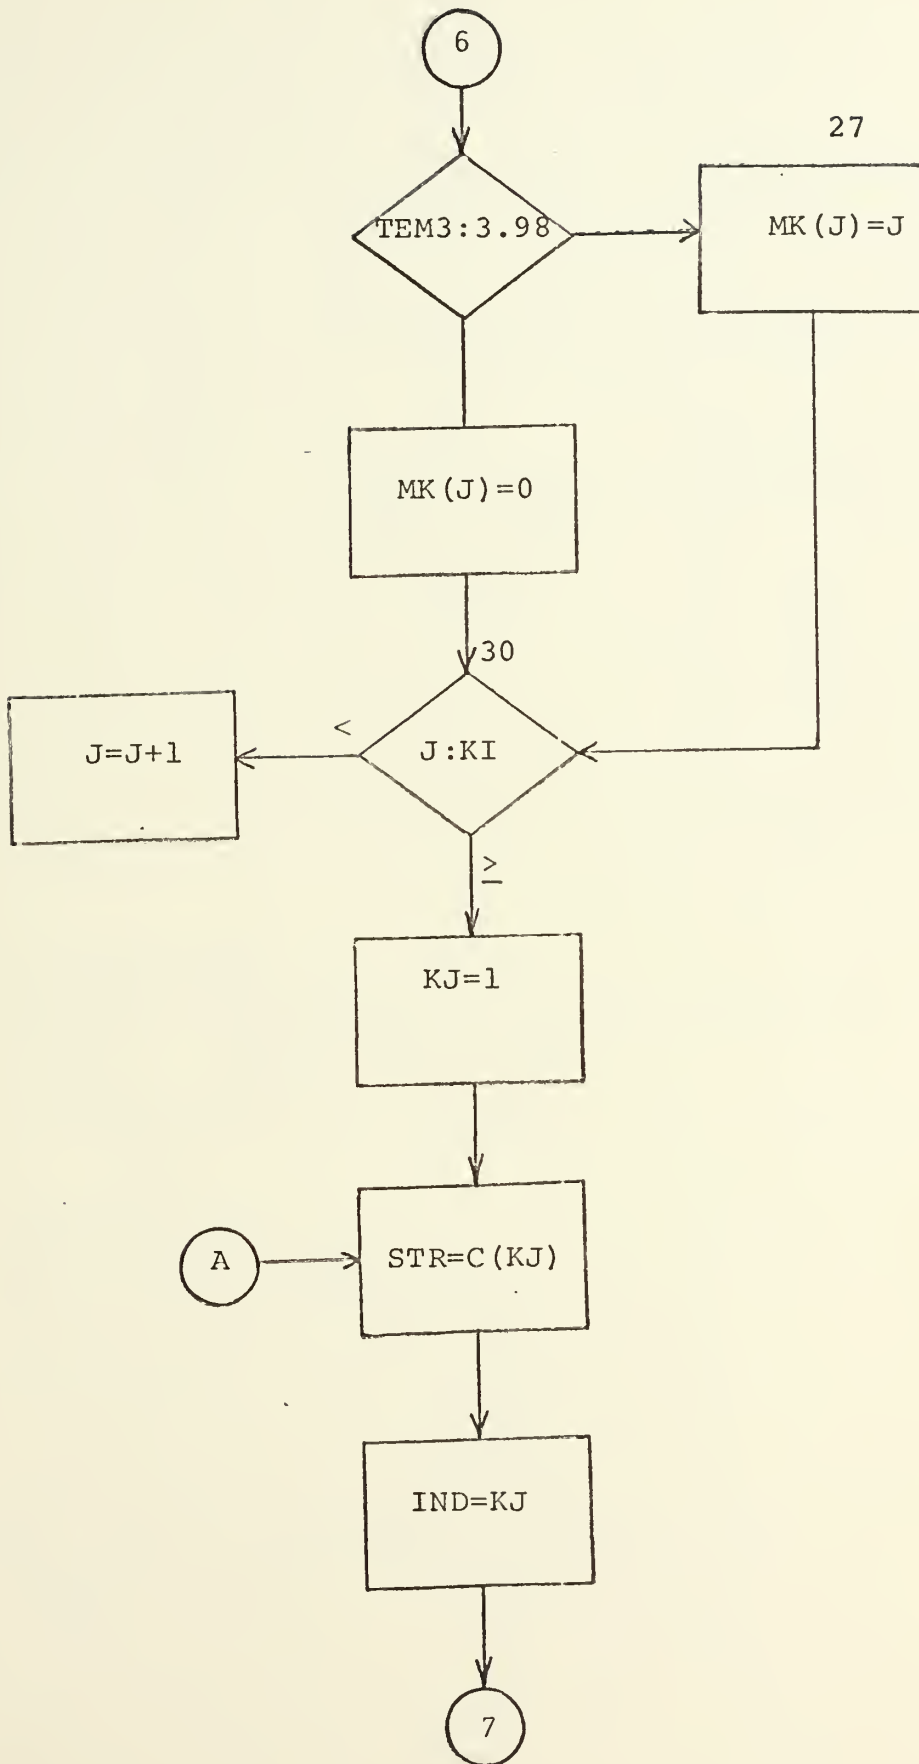 6
27
TEM3:3.98
MK(J)=J
MK(J)=0
30
<
J=J+1
J:KI
≥
KJ=1
A
STR=C(KJ)
IND=KJ
7